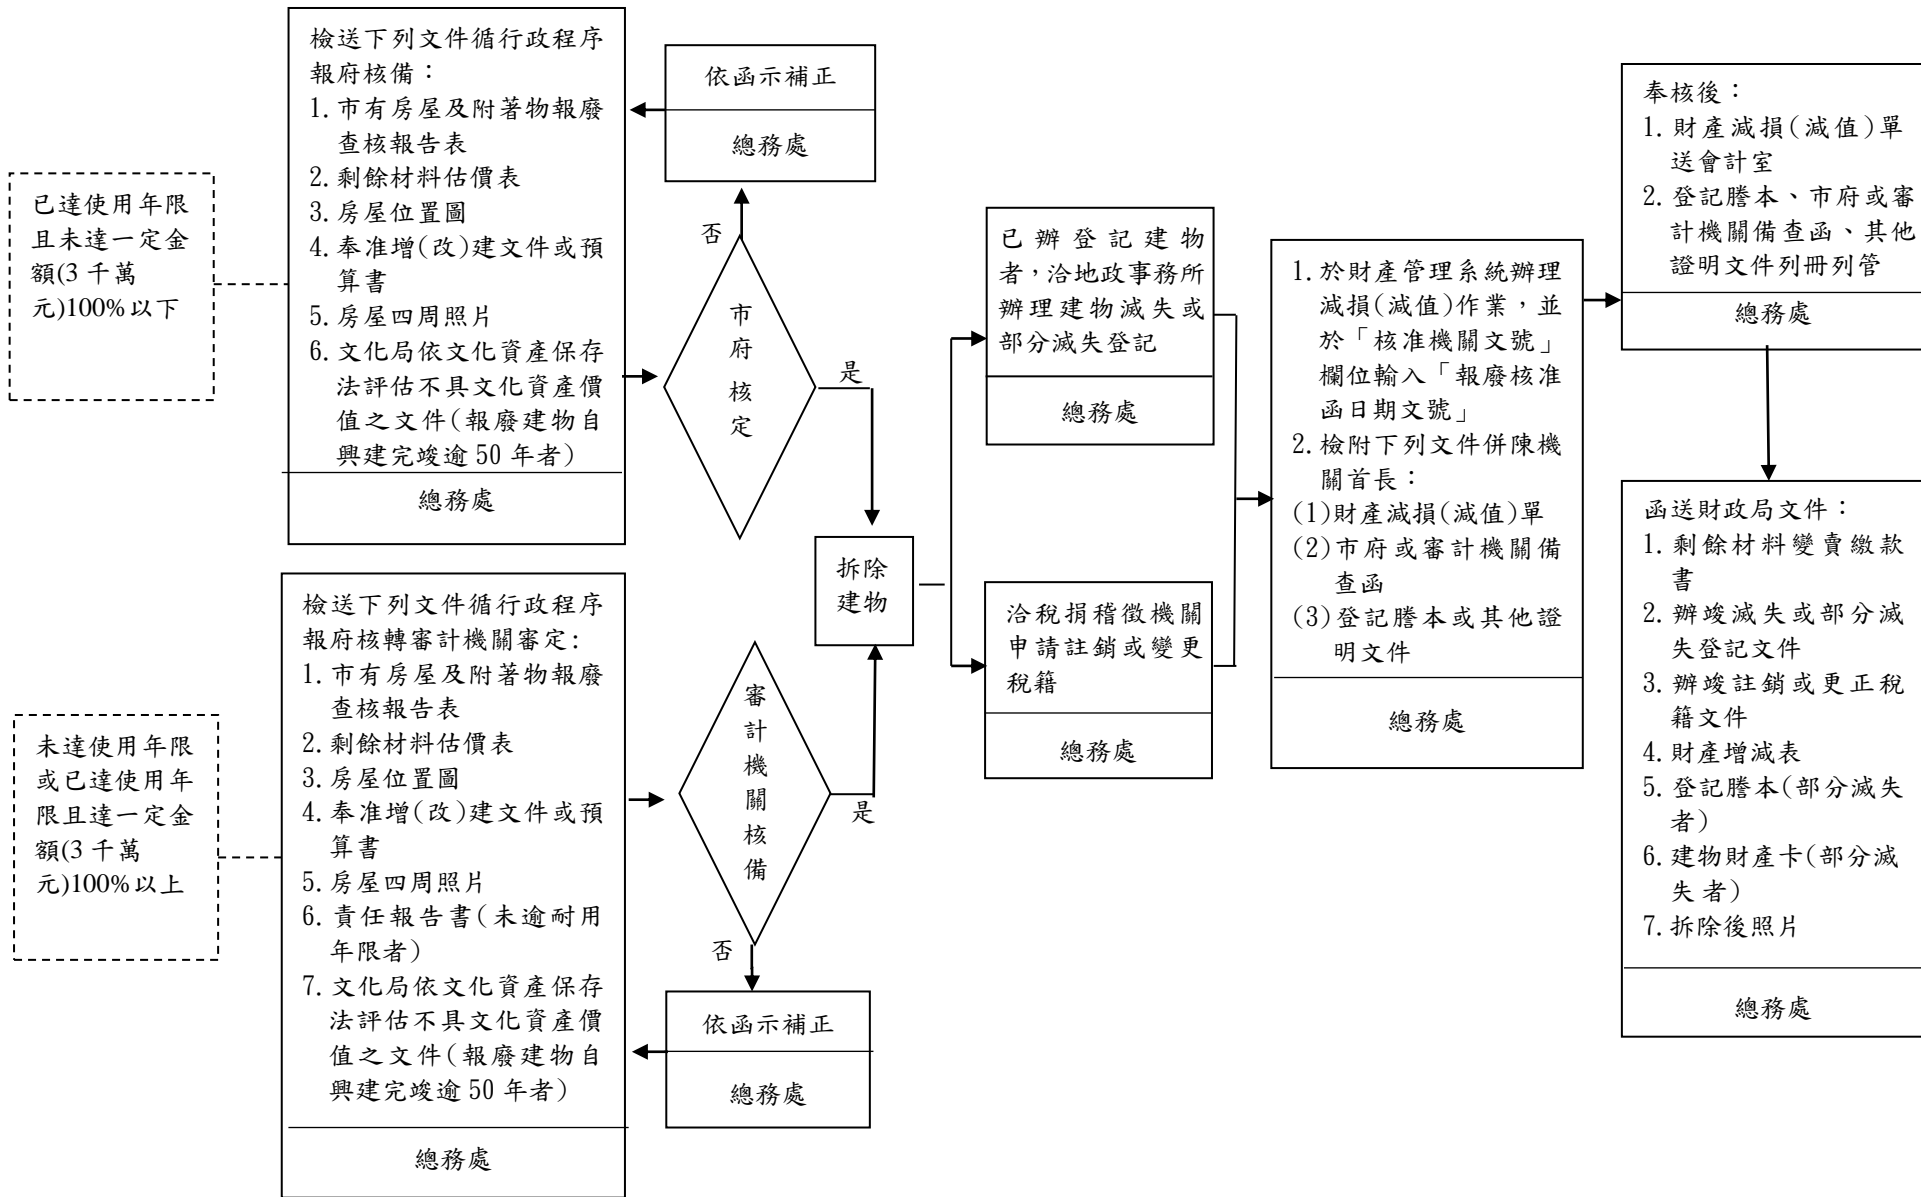 已達使用年限
且未達一定金
額(3 千萬
元)100%以下
檢送下列文件循行政程序
報府核備：
1. 市有房屋及附著物報廢
查核報告表
2. 剩餘材料估價表
3. 房屋位置圖
4. 奉准增(改)建文件或預
算書
5. 房屋四周照片
6. 文化局依文化資產保存
法評估不具文化資產價
值之文件(報廢建物自
興建完竣逾 50 年者)
總務處
依函示補正
總務處
否
市
府
核
定
是
未達使用年限
或已達使用年
限且達一定金
額(3 千萬
元)100%以上
檢送下列文件循行政程序
報府核轉審計機關審定:
1. 市有房屋及附著物報廢
查核報告表
2. 剩餘材料估價表
3. 房屋位置圖
4. 奉准增(改)建文件或預
算書
5. 房屋四周照片
6. 責任報告書(未逾耐用
年限者)
7. 文化局依文化資產保存
法評估不具文化資產價
值之文件(報廢建物自
興建完竣逾 50 年者)
總務處
審
計
機
關
核
備
是
否
依函示補正
總務處
拆除
建物
已辦登記建物
者，洽地政事務所
辦理建物滅失或
部分滅失登記
總務處
洽稅捐稽徵機關
申請註銷或變更
稅籍
總務處
1. 於財產管理系統辦理
減損(減值)作業，並
於「核准機關文號」
欄位輸入「報廢核准
函日期文號」
2. 檢附下列文件併陳機
關首長：
(1)財產減損(減值)單
(2)市府或審計機關備
查函
(3)登記謄本或其他證
明文件
總務處
奉核後：
1. 財產減損(減值)單
送會計室
2. 登記謄本、市府或審
計機關備查函、其他
證明文件列冊列管
總務處
函送財政局文件：
1. 剩餘材料變賣繳款
書
2. 辦竣滅失或部分滅
失登記文件
3. 辦竣註銷或更正稅
籍文件
4. 財產增減表
5. 登記謄本(部分滅失
者)
6. 建物財產卡(部分滅
失者)
7. 拆除後照片
總務處